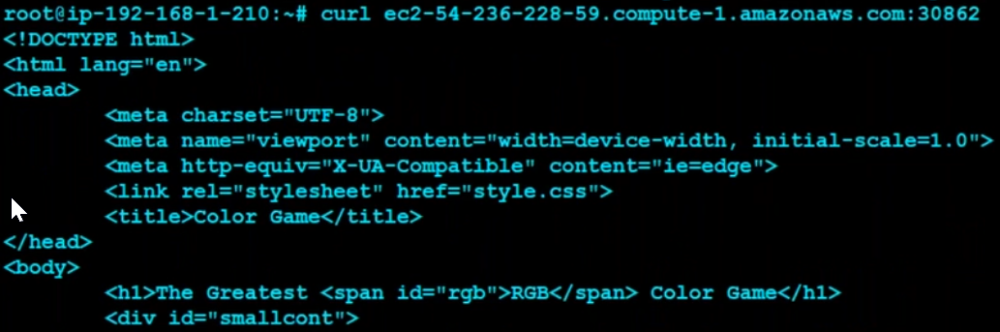 root@ip-192-168-1-210:~# curl ec2-54-236-228-59.compute-1.amazonaws.com:30862
<!DOCTYPE html>
<html lang="en">
<head>
        <meta charset="UTF-8">
        <meta name="viewport" content="width=device-width, initial-scale=1.0">
        <meta http-equiv="X-UA-Compatible" content="ie=edge">
        <link rel="stylesheet" href="style.css">
        <title>Color Game</title>
</head>
<body>
        <h1>The Greatest <span id="rgb">RGB</span> Color Game</h1>
        <div id="smallcont">